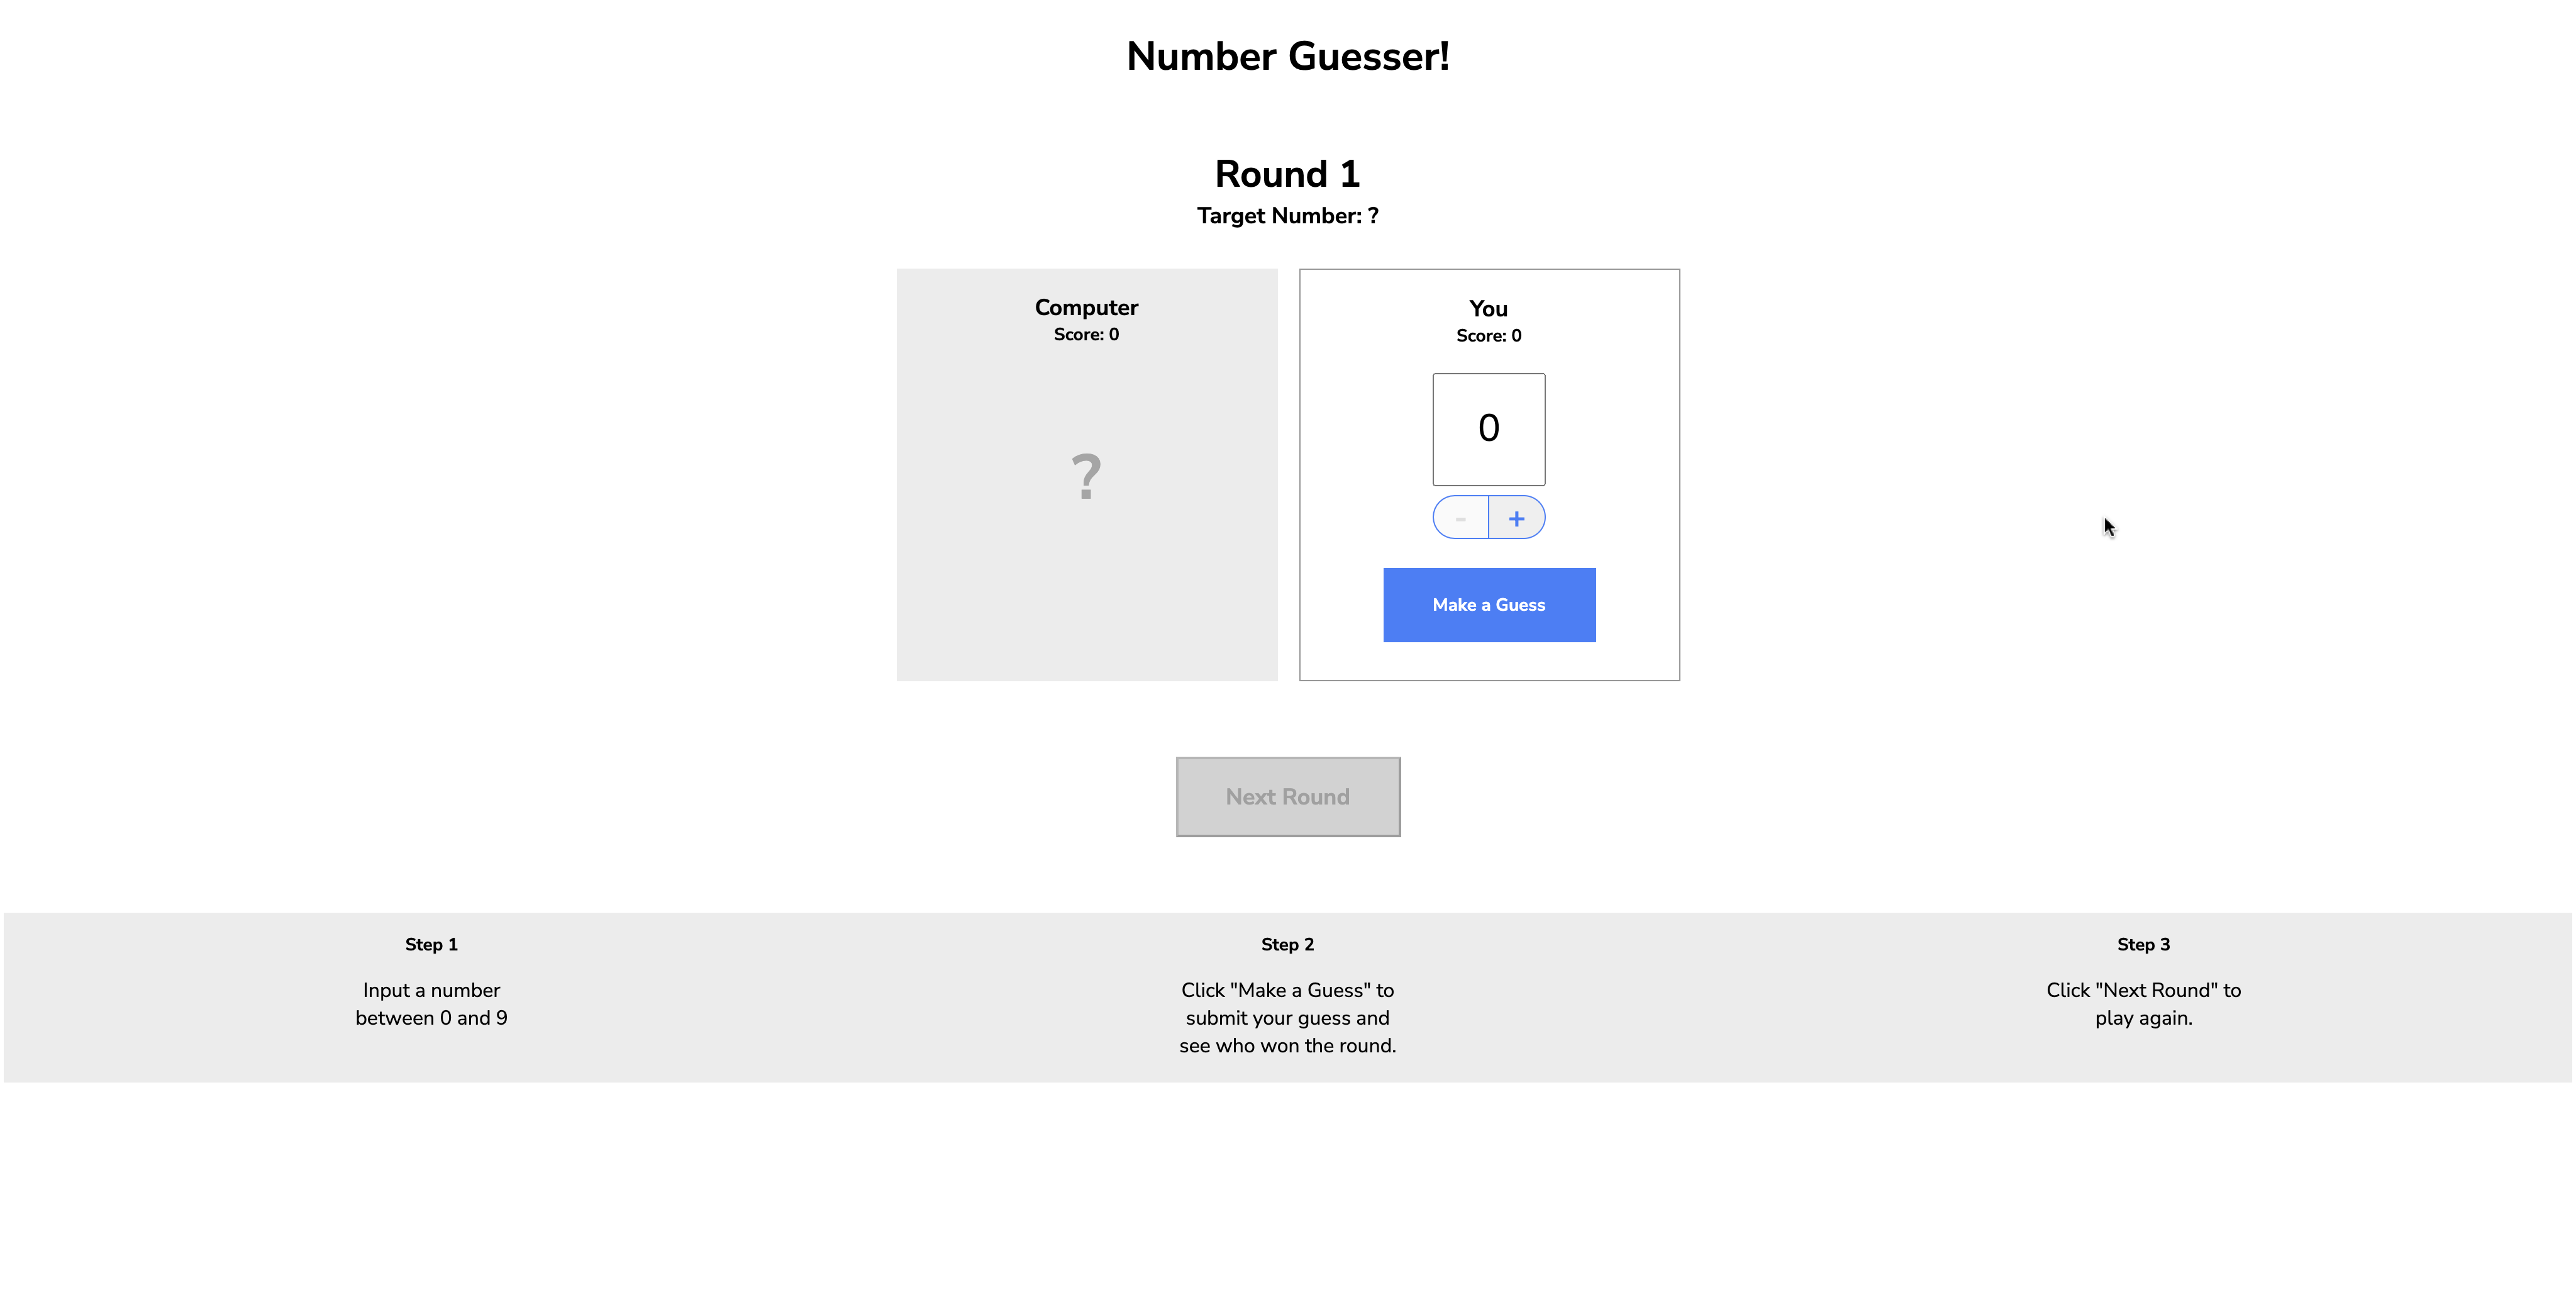 Number Guesser!
Round 1
Target Number: ?
Computer
Score: 0
?
You
Score: 0
0
- +
Make a Guess
Next Round
Step 1
Input a number
between 0 and 9
Step 2
Click "Make a Guess" to
submit your guess and
see who won the round.
Step 3
Click "Next Round" to
play again.